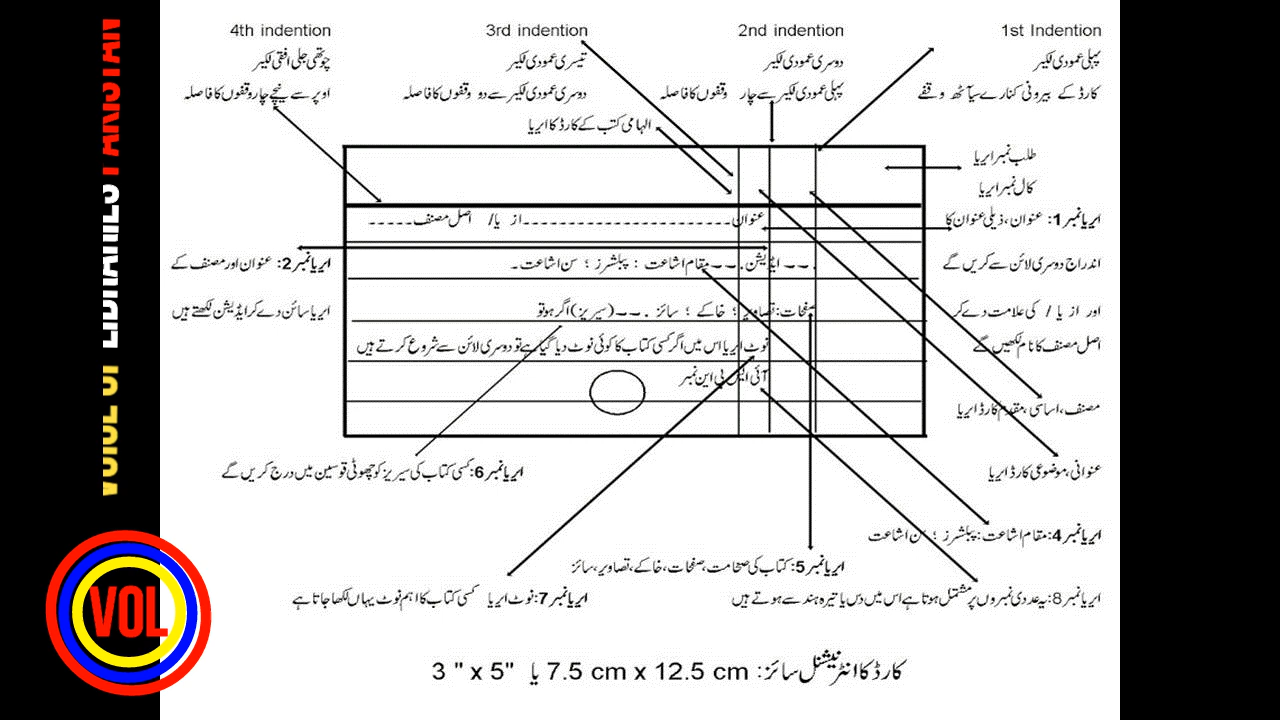 1st Indention
پہلی عمودی لکیر
کارڈ کے بیرونی کنارے سے آٹھ وقفے
2nd indention
دوسری عمودی لکیر
پہلی عمودی لکیر سے چار وقفوں کا فاصلہ
3rd indention
تیسری عمودی لکیر
دوسری عمودی لکیر سے دو وقفوں کا فاصلہ
4th indention
چوتھی جلی افقی لکیر
اوپر سے نیچے چار وقفوں کا فاصلہ
الہامی کتب کے کارڈ کا ایریا
طلب نمبر ایریا
کال نمبر ایریا
ایریا نمبر 1: عنوان، ذیلی عنوان کا
اندراج دوسری لائن سے کریں گے
اور از یا / کی علامت دے کر
اصل مصنف کا نام لکھیں گے
عنوان-----------------------از یا/ اصل مصنف-----
. -- ایڈیشن. -- مقام اشاعت : پبلشرز ؛ سن اشاعت۔
صفحات: تصاویر ؛ خاکے ؛ سائز . -- (سیریز) اگر ہو تو
نوٹ ایریا اس میں اگر کسی کتاب کا کوئی نوٹ دیا گیا ہے تو دوسری لائن سے شروع کرتے ہیں
آئی ایس بی این نمبر
ایریا نمبر 2: عنوان اور مصنف کے
ایریا سائن دے کر ایڈیشن لکھتے ہیں
مصنف، اساسی، مقدم کارڈ ایریا
عنوانی، موضوعی کارڈ ایریا
ایریا نمبر 6: کسی کتاب کی سیریز کو چھوٹی قوسین میں درج کریں گے
ایریا نمبر 4: مقام اشاعت: پبلشرز ؛ سن اشاعت
ایریا نمبر 5: کتاب کی ضخامت، صفحات، خاکے، تصاویر، سائز
ایریا نمبر 8: یہ عددی نمبروں پر مشتمل ہوتا ہے اس میں دس یا تیرہ ہندسے ہوتے ہیں
ایریا نمبر 7: نوٹ ایریا کسی کتاب کا اہم نوٹ یہاں لکھا جاتا ہے
کارڈ کا انٹرنیشنل سائز: 7.5 cm x 12.5 cm یا 3 " x 5"
VOICE OF LIBRARIES PAKISTAN
VOL